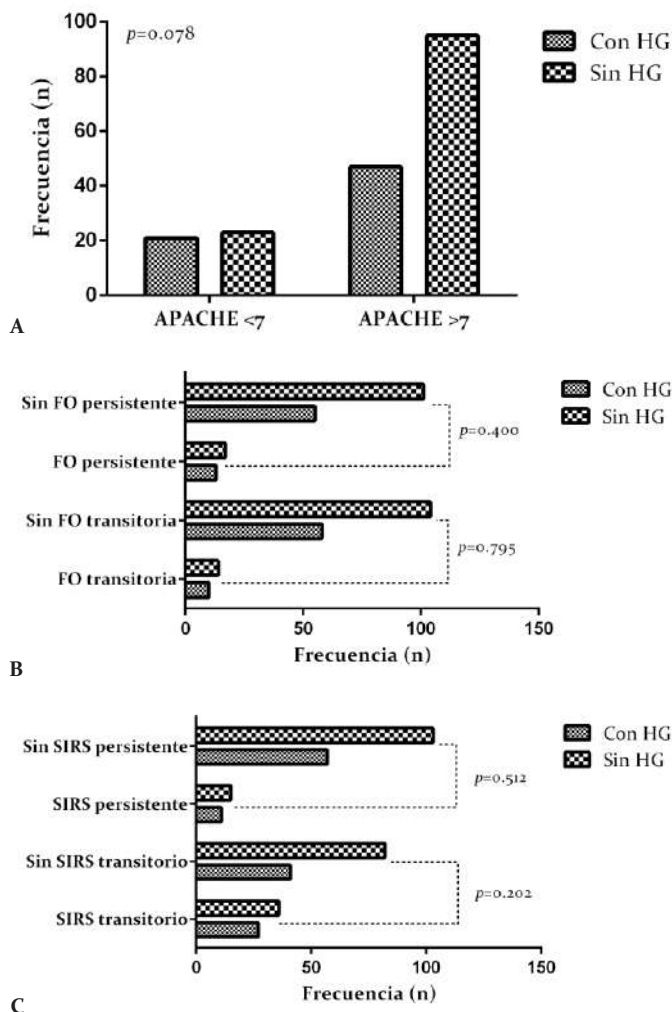 100
p=0.078
Con HG
Sin HG
80
60
40
20
0
Frecuencia (n)
APACHE <7
APACHE >7
A
Con HG
Sin HG
Sin FO persistente
p=0.400
FO persistente
Sin FO transitoria
p=0.795
FO transitoria
0
50
100
150
Frecuencia (n)
B
Con HG
Sin HG
Sin SIRS persistente
p=0.512
SIRS persistente
Sin SIRS transitorio
p=0.202
SIRS transitorio
0
50
100
150
Frecuencia (n)
C